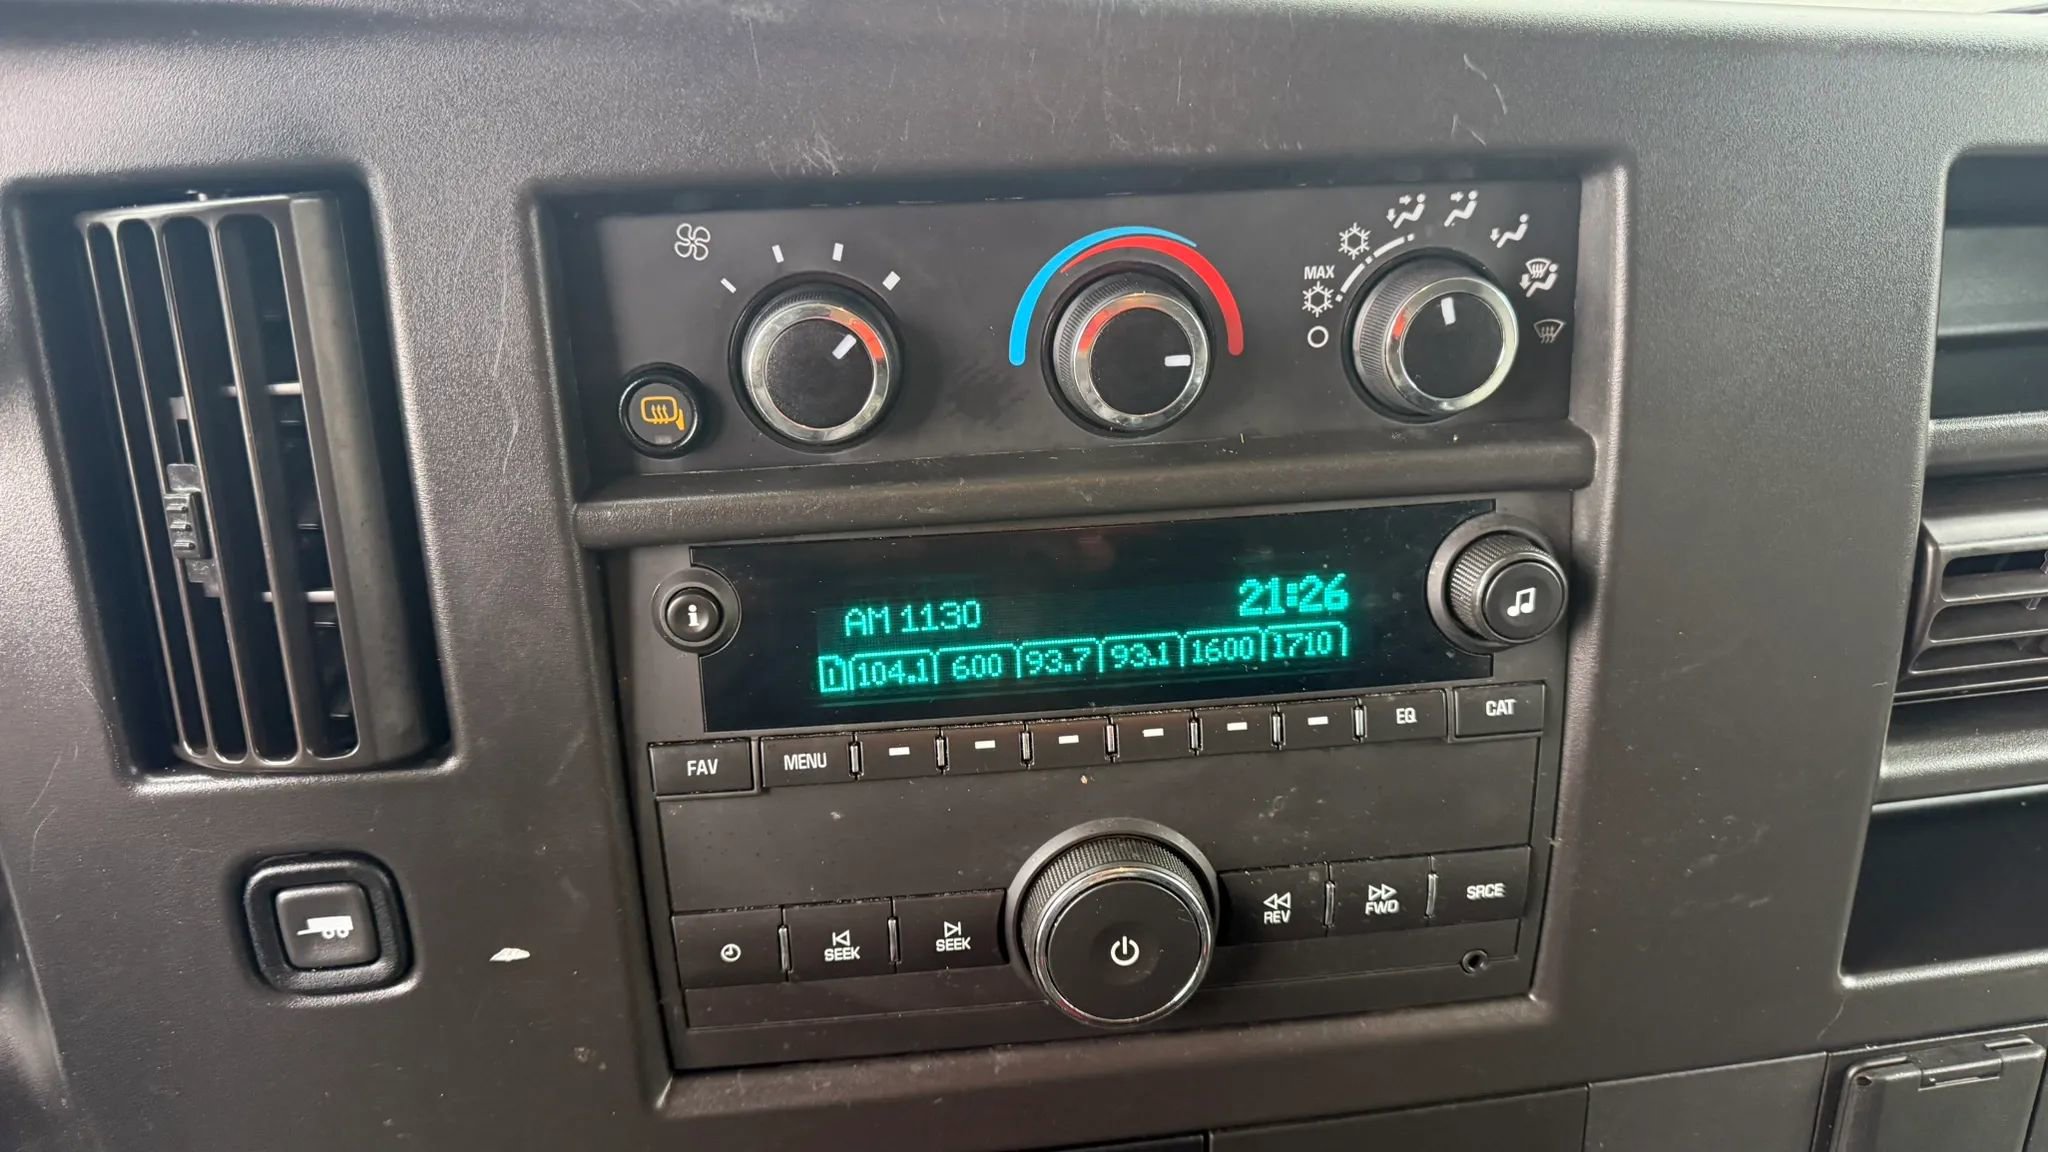 MAX
AM 1130
21:26
1 104.1 600 93.7 93.1 1600 1710
FAV MENU EQ CAT
SEEK SEEK REV FWD SRCE
i